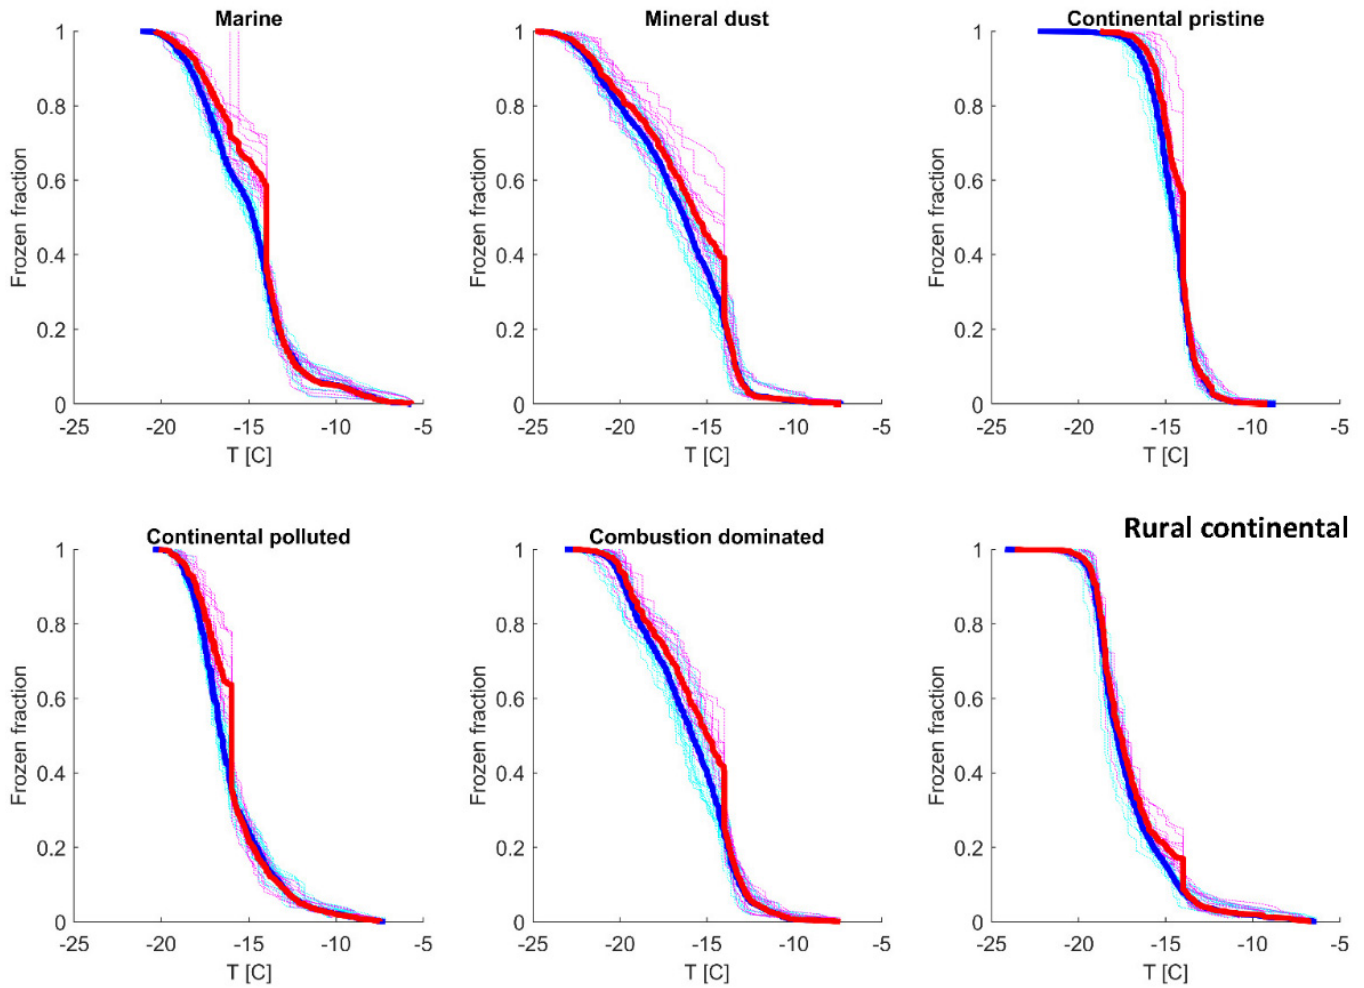 Marine
Mineral dust
Continental pristine
1
0.8
0.6
0.4
0.2
0
Frozen fraction
-25 -20 -15 -10 -5
T [C]
1
0.8
0.6
0.4
0.2
0
Frozen fraction
-25 -20 -15 -10 -5
T [C]
1
0.8
0.6
0.4
0.2
0
Frozen fraction
-25 -20 -15 -10 -5
T [C]
Continental polluted
Combustion dominated
Rural continental
1
0.8
0.6
0.4
0.2
0
Frozen fraction
-25 -20 -15 -10 -5
T [C]
1
0.8
0.6
0.4
0.2
0
Frozen fraction
-25 -20 -15 -10 -5
T [C]
1
0.8
0.6
0.4
0.2
0
Frozen fraction
-25 -20 -15 -10 -5
T [C]